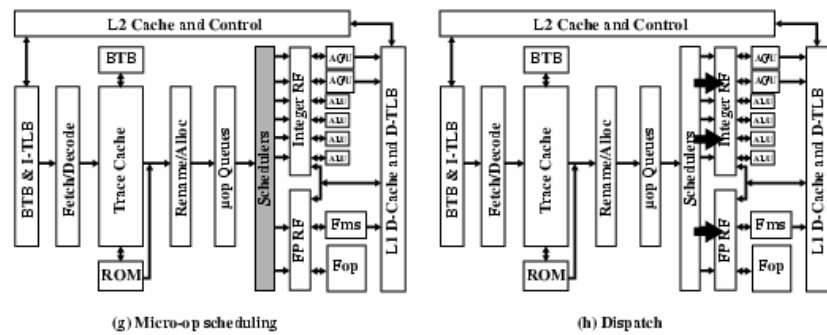 L2 Cache and Control
BTB
BTB & I-TLB
Fetch/Decode
Trace Cache
ROM
Rename/Alloc
µop Queues
Schedulers
Integer RF
FP RF
AGU
AGU
ALU
ALU
ALU
ALU
Fms
Fop
L1 D-Cache and D-TLB
(g) Micro-op scheduling
L2 Cache and Control
BTB
BTB & I-TLB
Fetch/Decode
Trace Cache
ROM
Rename/Alloc
µop Queues
Schedulers
Integer RF
FP RF
AGU
AGU
ALU
ALU
ALU
ALU
Fms
Fop
L1 D-Cache and D-TLB
(h) Dispatch